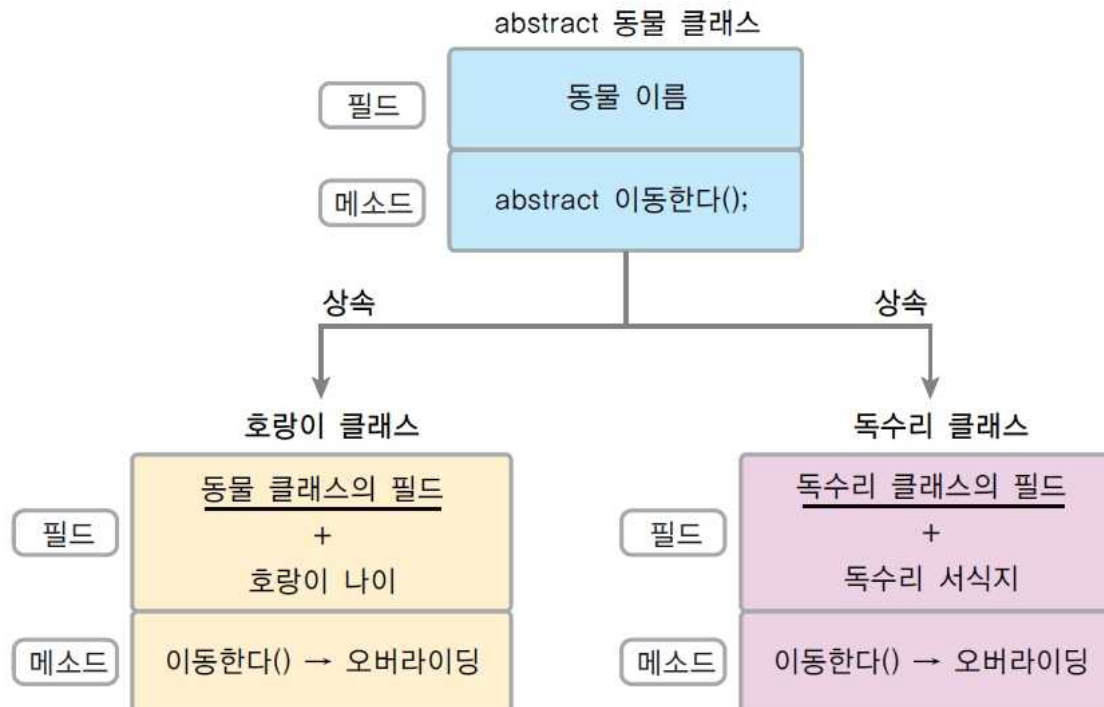 abstract 동물 클래스
필드
동물 이름
메소드
abstract 이동한다();
상속
상속
호랑이 클래스
독수리 클래스
필드
동물 클래스의 필드
+
호랑이 나이
필드
독수리 클래스의 필드
+
독수리 서식지
메소드
이동한다() → 오버라이딩
메소드
이동한다() → 오버라이딩